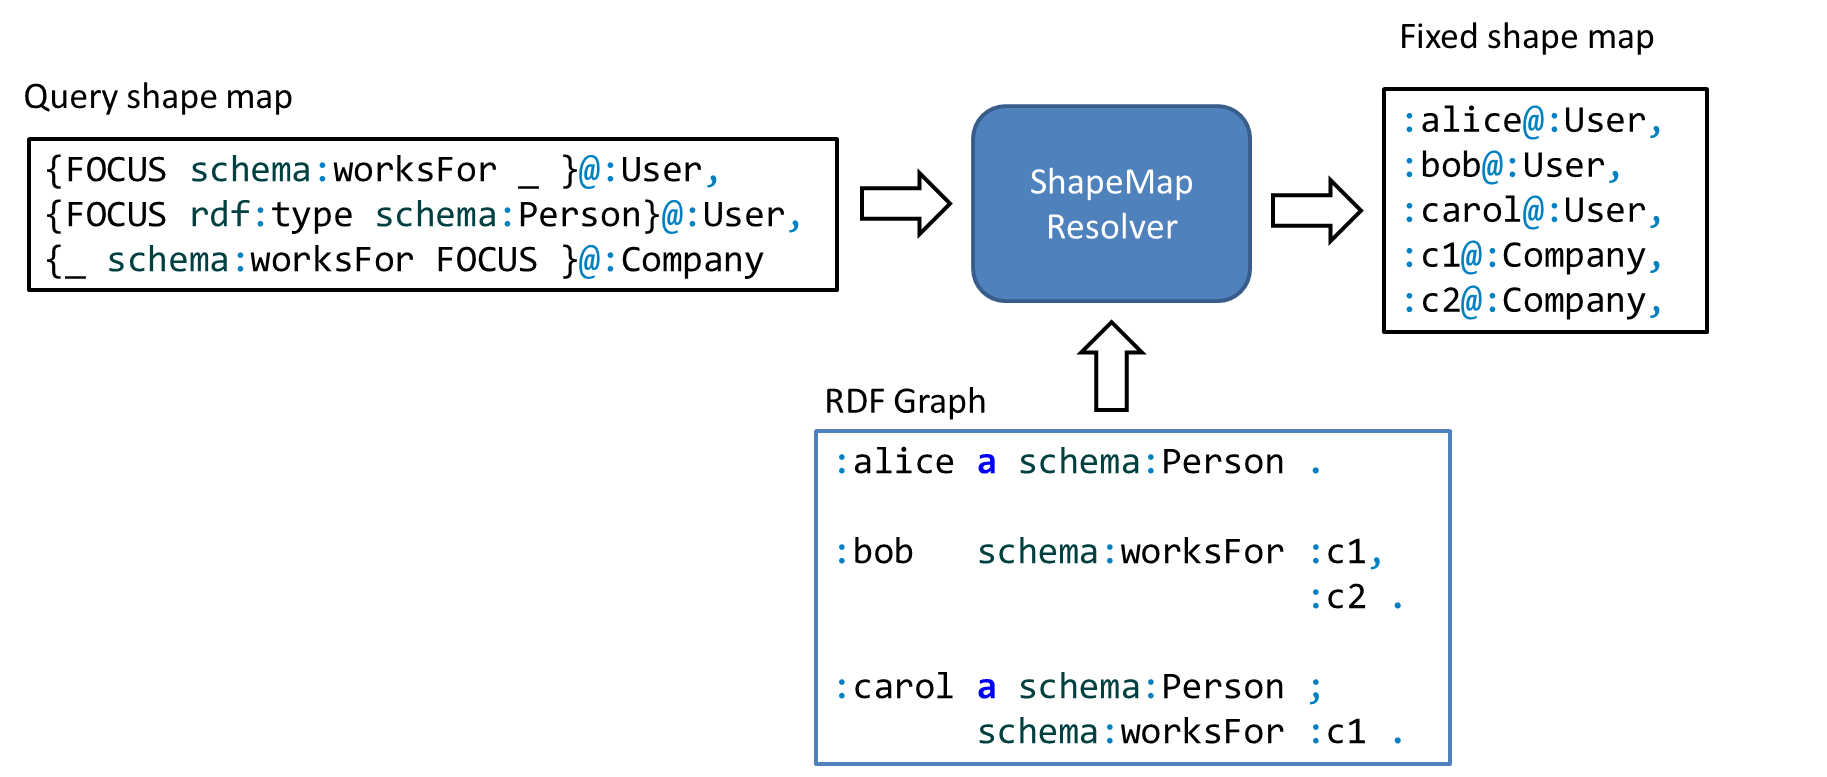 Query shape map
{FOCUS schema:worksFor _ }@:User,
{FOCUS rdf:type schema:Person}@:User,
{_ schema:worksFor FOCUS }@:Company
ShapeMap
Resolver
Fixed shape map
:alice@:User,
:bob@:User,
:carol@:User,
:c1@:Company,
:c2@:Company,
RDF Graph
:alice a schema:Person .
:bob   schema:worksFor :c1,
                       :c2 .
:carol a schema:Person ;
       schema:worksFor :c1 .